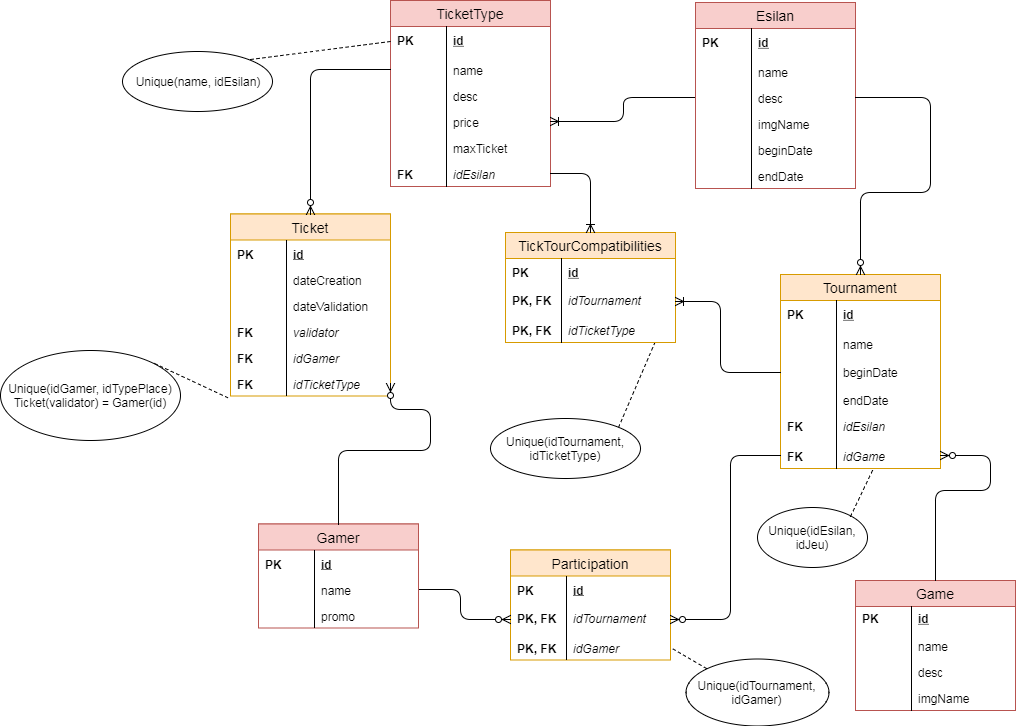 TicketType
PK id
name
desc
price
maxTicket
FK idEsilan
Esilan
PK id
name
desc
imgName
beginDate
endDate
Unique(name, idEsilan)
Ticket
PK id
dateCreation
dateValidation
FK validator
FK idGamer
FK idTicketType
TickTourCompatibilities
PK id
PK, FK idTournament
PK, FK idTicketType
Tournament
PK id
name
beginDate
endDate
FK idEsilan
FK idGame
Unique(idGamer, idTypePlace)
Ticket(validator) = Gamer(id)
Unique(idTournament,
idTicketType)
Unique(idEsilan,
idJeu)
Gamer
PK id
name
promo
Participation
PK id
PK, FK idTournament
PK, FK idGamer
Game
PK id
name
desc
imgName
Unique(idTournament,
idGamer)